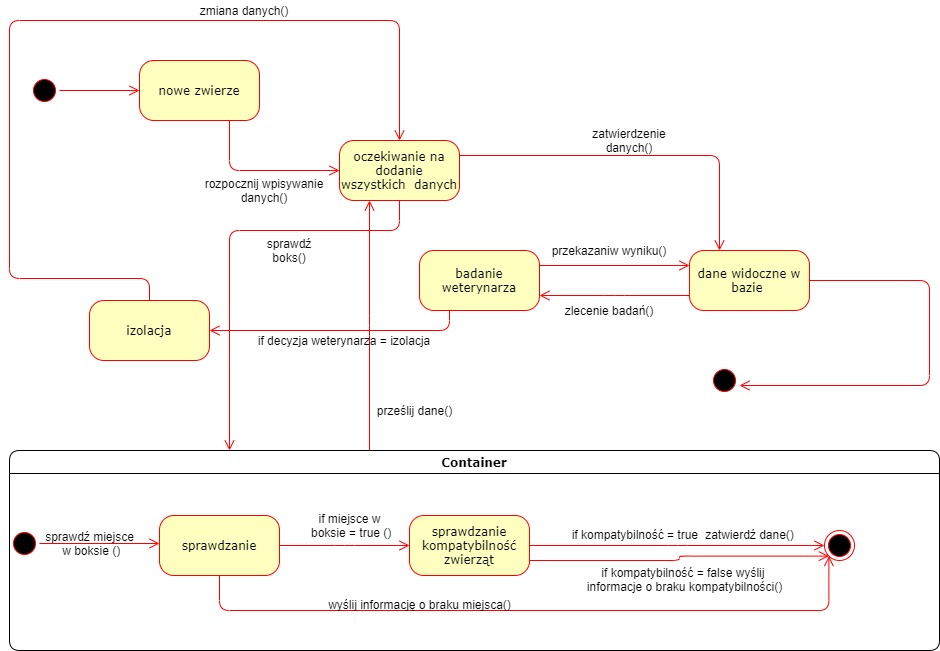 zmiana danych()
nowe zwierze
zatwierdzenie
danych()
oczekiwanie na
dodanie
wszystkich danych
rozpocznij wpisywanie
danych()
sprawdź
boks()
przekazaniw wyniku()
badanie
weterynarza
dane widoczne w
bazie
zlecenie badań()
izolacja
if decyzja weterynarza = izolacja
prześlij dane()
Container
sprawdź miejsce
w boksie ()
sprawdzanie
if miejsce w
boksie = true ()
sprawdzanie
kompatybilność
zwierząt
if kompatybilność = true zatwierdź dane()
if kompatybilność = false wyślij
informacje o braku kompatybilności()
wyślij informacje o braku miejsca()